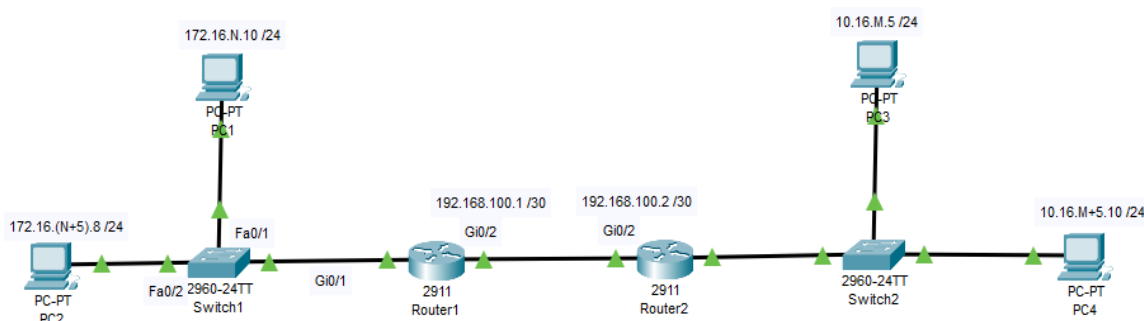 172.16.N.10 /24
PC-PT
PC1
10.16.M.5 /24
PC-PT
PC3
172.16.(N+5).8 /24
PC-PT
PC2
Fa0/1
Fa0/2
2960-24TT
Switch1
Gi0/1
192.168.100.1 /30
Gi0/2
2911
Router1
192.168.100.2 /30
Gi0/2
2911
Router2
2960-24TT
Switch2
10.16.M+5.10 /24
PC-PT
PC4